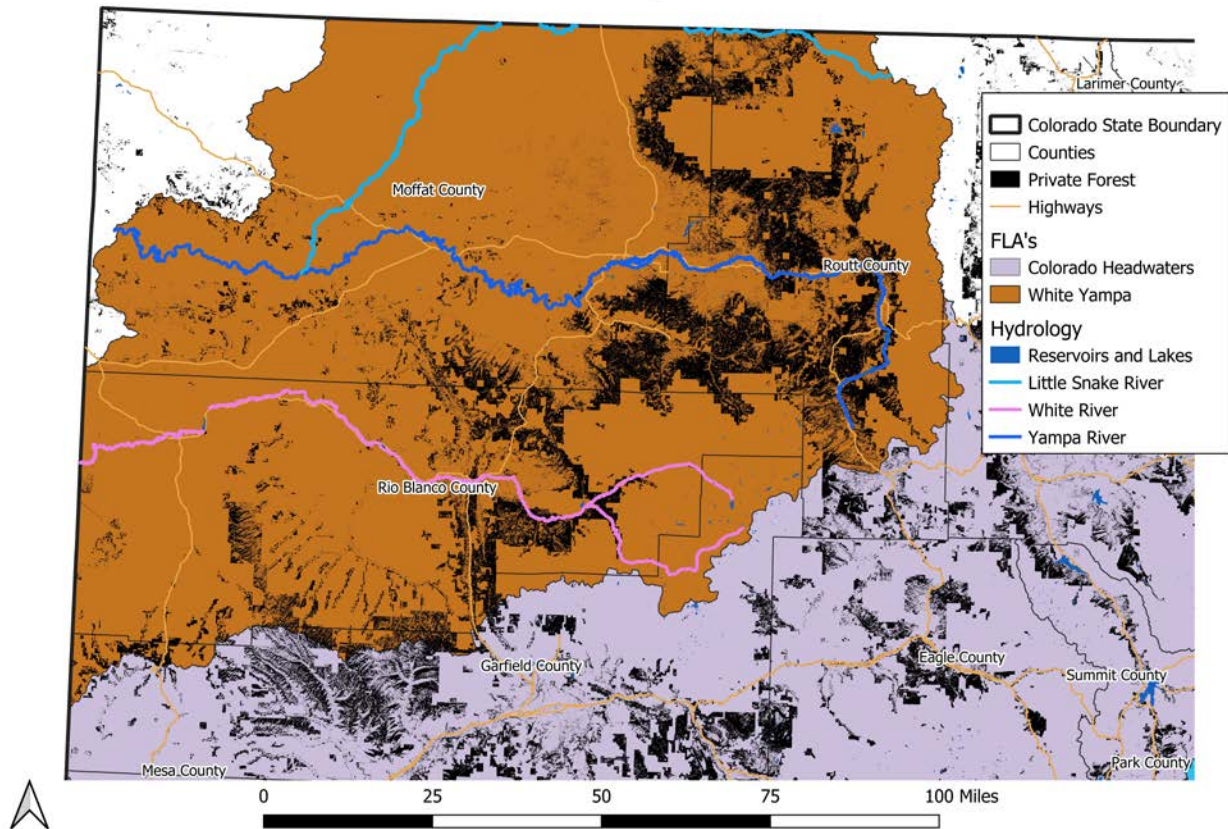 Larimer County
Colorado State Boundary
Counties
Private Forest
Highways
FLA's
Colorado Headwaters
White Yampa
Hydrology
Reservoirs and Lakes
Little Snake River
White River
Yampa River
Moffat County
Routt County
Rio Blanco County
Garfield County
Eagle County
Summit County
Mesa County
Park County
0 25 50 75 100 Miles